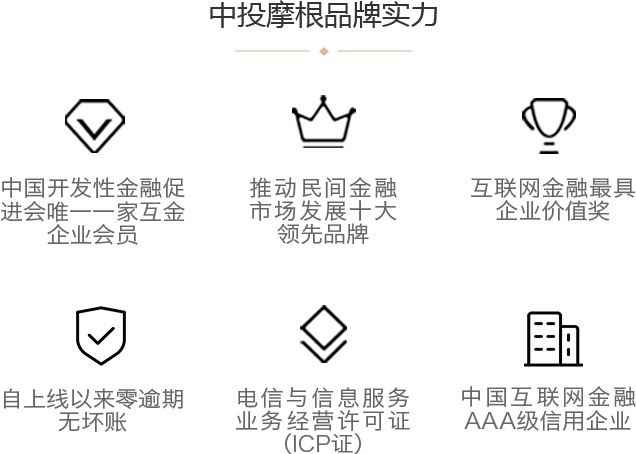 中投摩根品牌实力
中国开发性金融促
进会唯一一家互金
企业会员
推动民间金融
市场发展十大
领先品牌
互联网金融最具
企业价值奖
自上线以来零逾期
无坏账
电信与信息服务
业务经营许可证
（ICP证）
中国互联网金融
AAA级信用企业